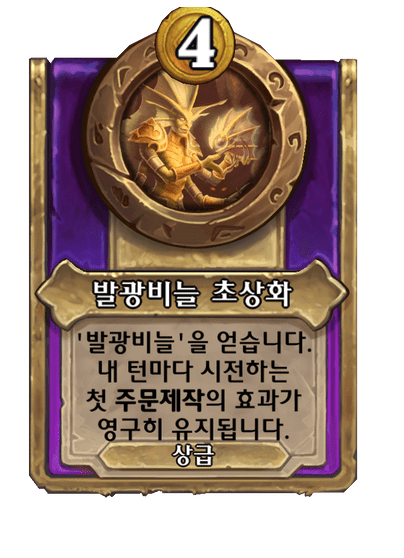 4
발광비늘 초상화
'발광비늘'을 얻습니다.
내 턴마다 시전하는
첫 주문제작의 효과가
영구히 유지됩니다.
상급